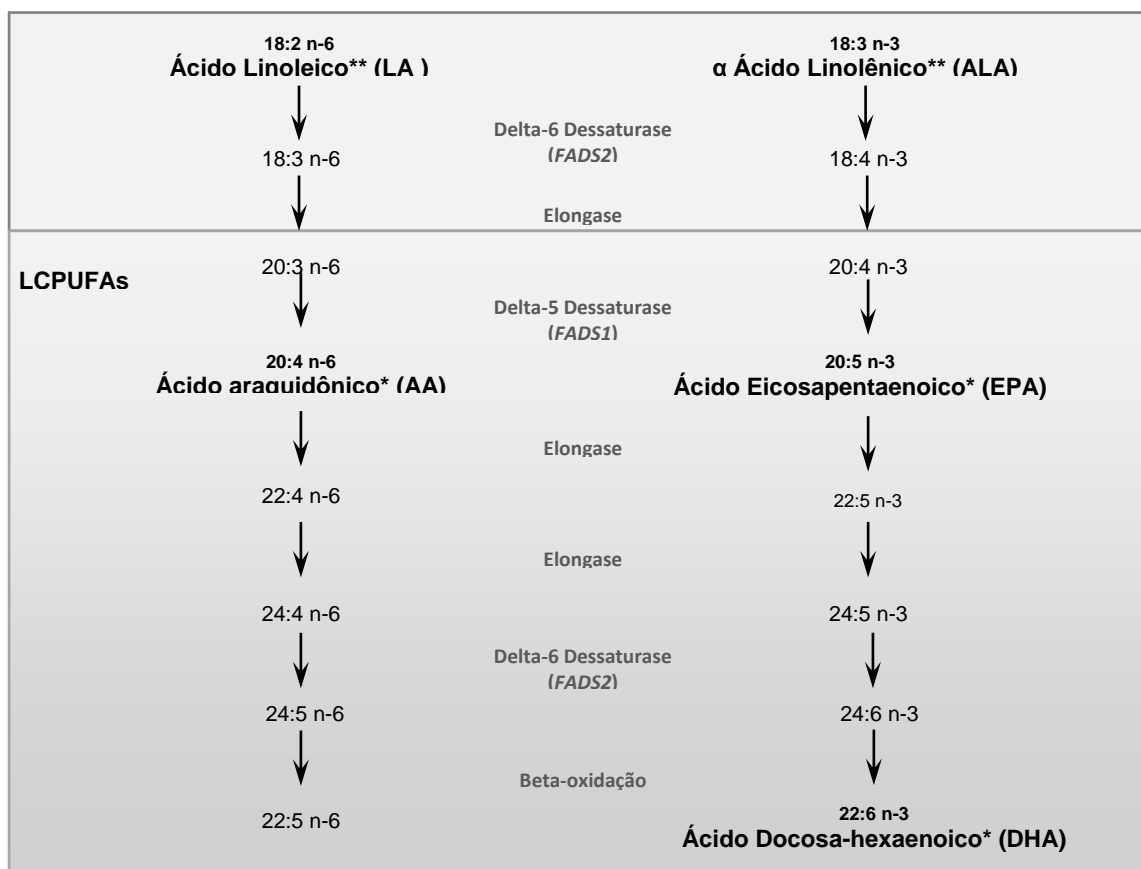 18:2 n-6
Ácido Linoleico** (LA )
18:3 n-3
α Ácido Linolênico** (ALA)
Delta-6 Dessaturase
(FADS2)
18:3 n-6
18:4 n-3
Elongase
LCPUFAs
20:3 n-6
20:4 n-3
Delta-5 Dessaturase
(FADS1)
20:4 n-6
Ácido araquidônico* (AA)
20:5 n-3
Ácido Eicosapentaenoico* (EPA)
Elongase
22:4 n-6
22:5 n-3
Elongase
24:4 n-6
24:5 n-3
Delta-6 Dessaturase
(FADS2)
24:5 n-6
24:6 n-3
Beta-oxidação
22:5 n-6
22:6 n-3
Ácido Docosa-hexaenoico* (DHA)